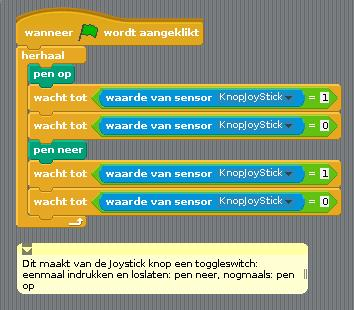 wanneer wordt aangeklikt
herhaal
pen op
wacht tot waarde van sensor KnopJoyStick = 1
wacht tot waarde van sensor KnopJoyStick = 0
pen neer
wacht tot waarde van sensor KnopJoyStick = 1
wacht tot waarde van sensor KnopJoyStick = 0
Dit maakt van de Joystick knop een toggleswitch:
eenmaal indrukken en loslaten: pen neer, nogmaals: pen
op